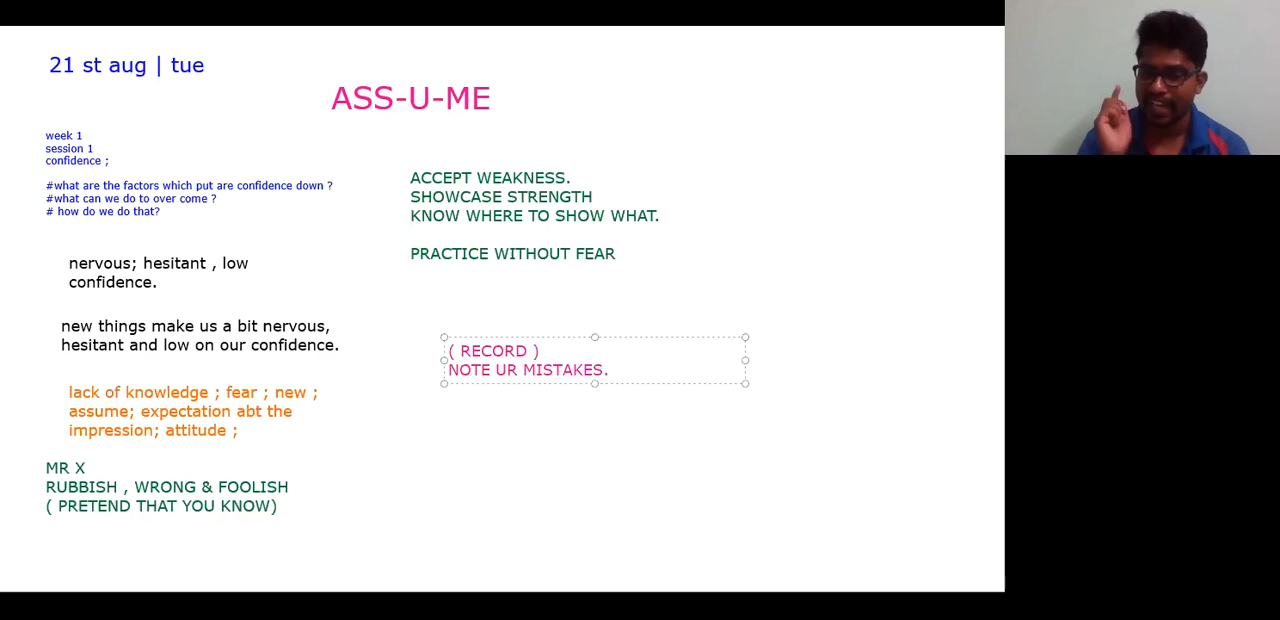 21 st aug | tue
ASS-U-ME
week 1
session 1
confidence ;
#what are the factors which put are confidence down ?
#what can we do to over come ?
# how do we do that?
nervous; hesitant , low
confidence.
new things make us a bit nervous,
hesitant and low on our confidence.
lack of knowledge ; fear ; new ;
assume; expectation abt the
impression; attitude ;
MR X
RUBBISH , WRONG & FOOLISH
( PRETEND THAT YOU KNOW)
ACCEPT WEAKNESS.
SHOWCASE STRENGTH
KNOW WHERE TO SHOW WHAT.
PRACTICE WITHOUT FEAR
( RECORD )
NOTE UR MISTAKES.